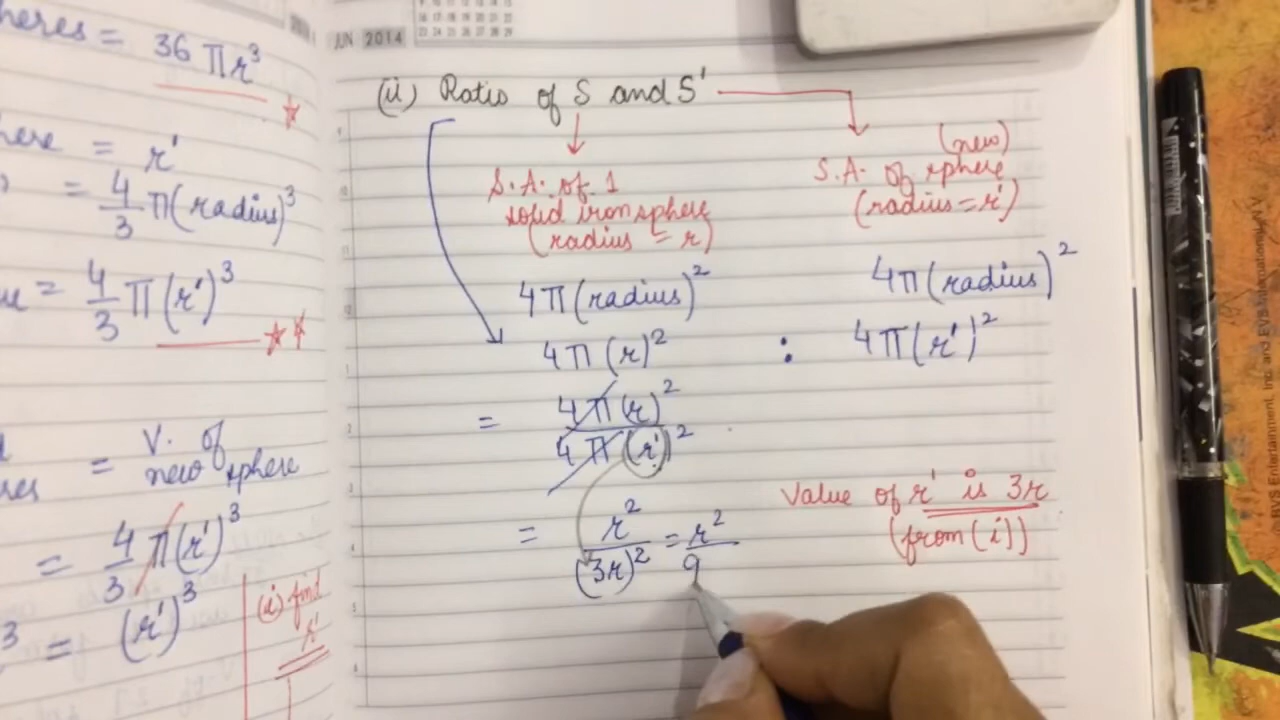 = 36 πr³
= r'
= 4/3 π(radius)³
= 4/3 π(r')³
= V. of
new sphere
= 4/3 π(r')³
3 = (r')³
(i) find
r'
JUN 2014
(ii) Ratio of S and S'
S.A. of 1
solid iron sphere
(radius = r)
(new)
S.A. of sphere
(radius = r')
4π(radius)² 4π(radius)²
4π(r)² : 4π(r')²
= 4π(r)² / 4π(r')²
= r² / (3r)² = r² / 9
Value of r' is 3r
(from (i))